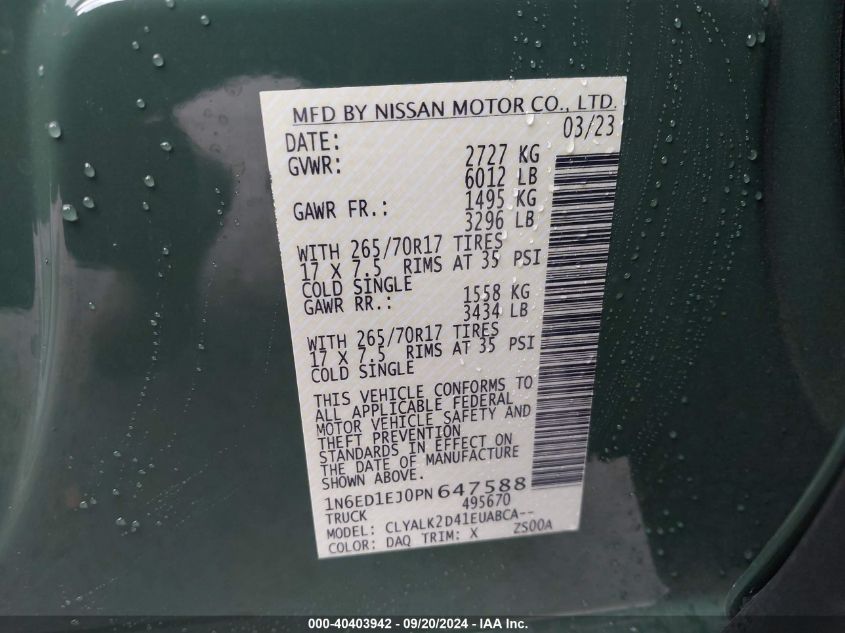 MFD BY NISSAN MOTOR CO., LTD.
DATE: 03/23
GVWR: 2727 KG
6012 LB
GAWR FR.: 1495 KG
3296 LB
WITH 265/70R17 TIRES
17 X 7.5 RIMS AT 35 PSI
COLD SINGLE
GAWR RR.: 1558 KG
3434 LB
WITH 265/70R17 TIRES
17 X 7.5 RIMS AT 35 PSI
COLD SINGLE
THIS VEHICLE CONFORMS TO
ALL APPLICABLE FEDERAL
MOTOR VEHICLE SAFETY AND
THEFT PREVENTION
STANDARDS IN EFFECT ON
THE DATE OF MANUFACTURE
SHOWN ABOVE.
1N6ED1EJ0PN647588
TRUCK 495670
MODEL: CLYALK2D41EUABCA--
COLOR: DAQ TRIM: X ZS00A
000-40403942 - 09/20/2024 - IAA Inc.